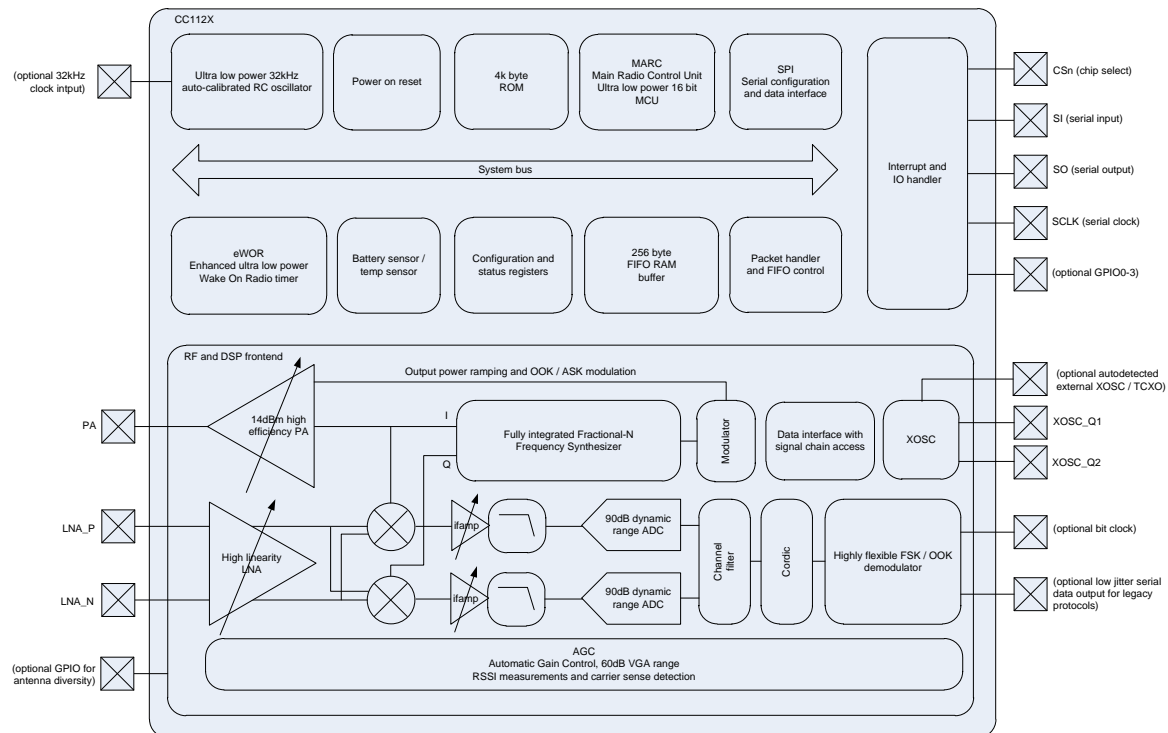 CC112X
(optional 32kHz
clock intput)
Ultra low power 32kHz
auto-calibrated RC oscillator
Power on reset
4k byte
ROM
MARC
Main Radio Control Unit
Ultra low power 16 bit
MCU
SPI
Serial configuration
and data interface
System bus
Interrupt and
IO handler
CSn (chip select)
SI (serial input)
SO (serial output)
SCLK (serial clock)
(optional GPIO0-3)
eWOR
Enhanced ultra low power
Wake On Radio timer
Battery sensor /
temp sensor
Configuration and
status registers
256 byte
FIFO RAM
buffer
Packet handler
and FIFO control
RF and DSP frontend
Output power ramping and OOK / ASK modulation
PA
14dBm high
efficiency PA
I
Q
Fully integrated Fractional-N
Frequency Synthesizer
Modulator
Data interface with
signal chain access
XOSC
(optional autodetected
external XOSC / TCXO)
XOSC_Q1
XOSC_Q2
LNA_P
LNA_N
High linearity
LNA
ifamp
90dB dynamic
range ADC
ifamp
90dB dynamic
range ADC
Channel
filter
Cordic
Highly flexible FSK / OOK
demodulator
(optional bit clock)
(optional low jitter serial
data output for legacy
protocols)
(optional GPIO for
antenna diversity)
AGC
Automatic Gain Control, 60dB VGA range
RSSI measurements and carrier sense detection